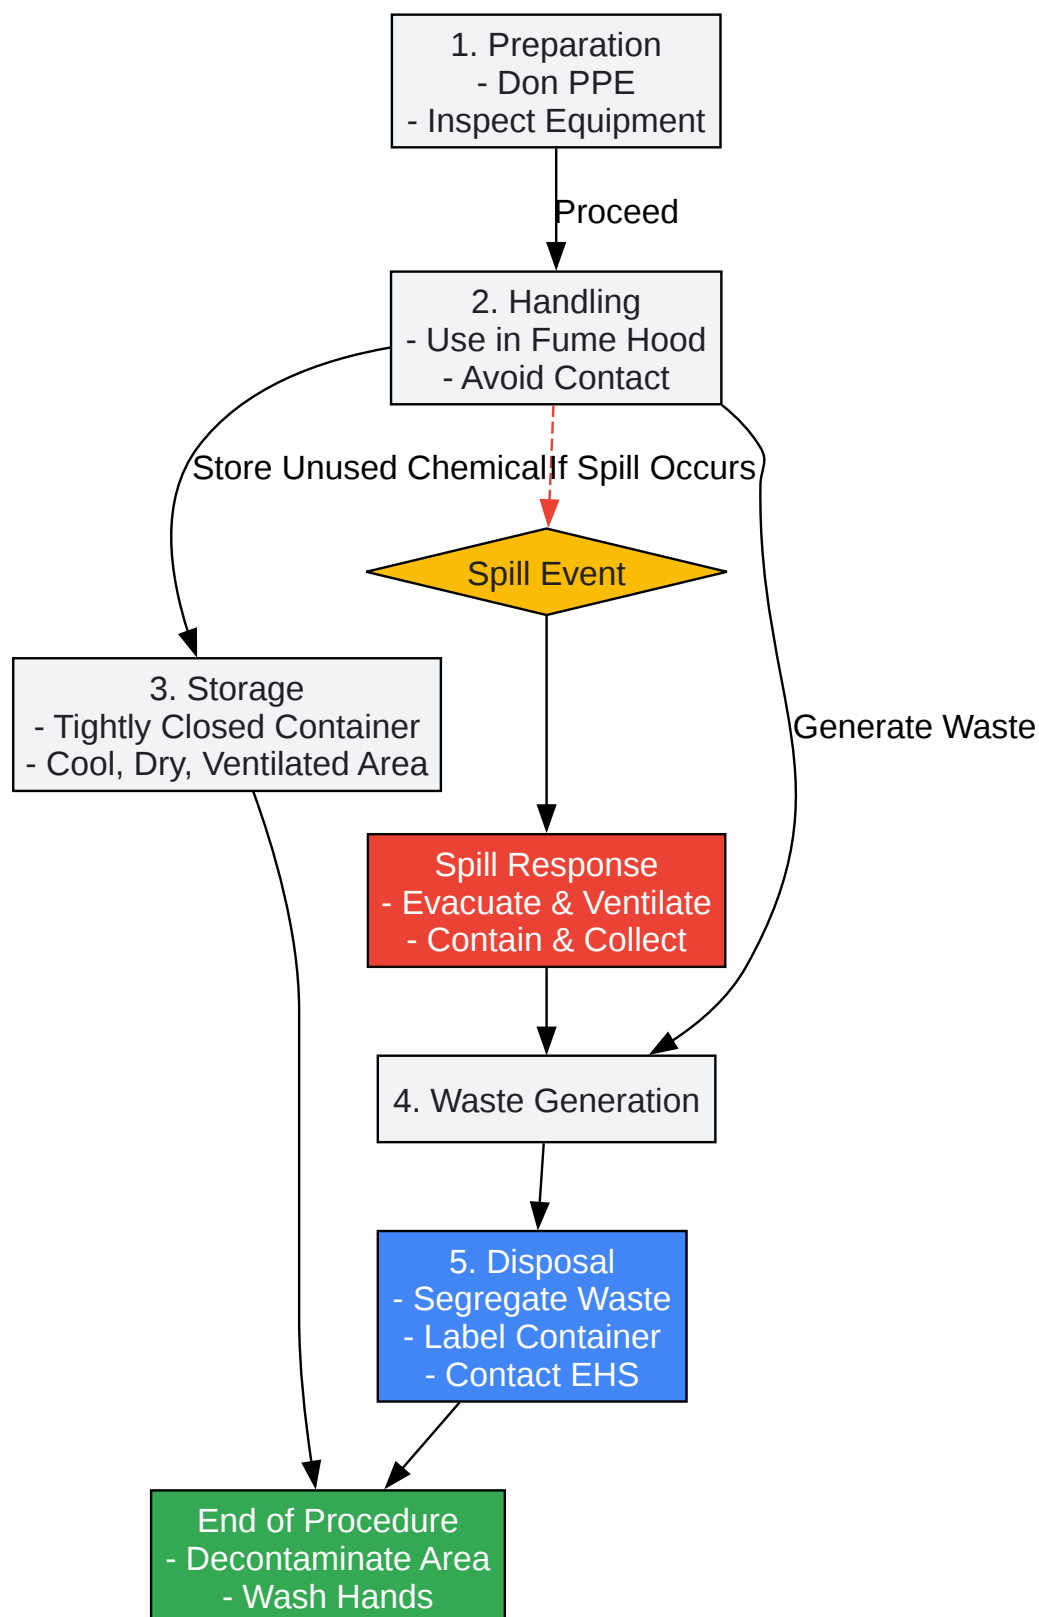 1. Preparation
- Don PPE
- Inspect Equipment
Proceed
2. Handling
- Use in Fume Hood
- Avoid Contact
Store Unused Chemical
If Spill Occurs
Spill Event
3. Storage
- Tightly Closed Container
- Cool, Dry, Ventilated Area
Generate Waste
Spill Response
- Evacuate & Ventilate
- Contain & Collect
4. Waste Generation
5. Disposal
- Segregate Waste
- Label Container
- Contact EHS
End of Procedure
- Decontaminate Area
- Wash Hands